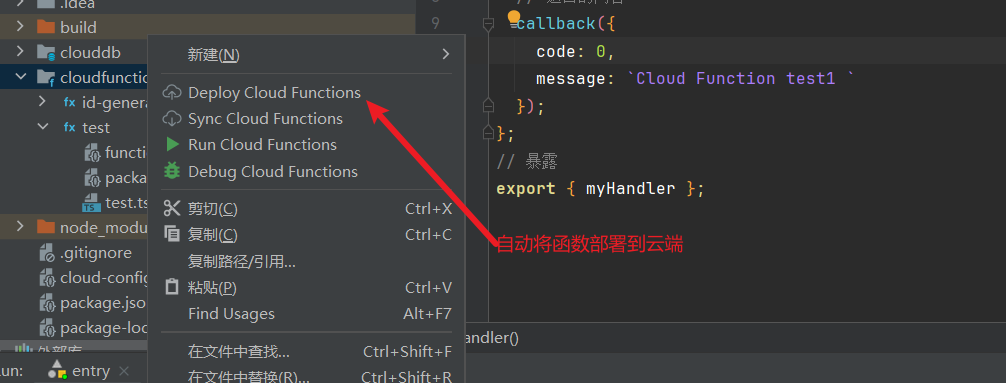 .idea
build
clouddb
cloudfunctio
id-genera
test
functi
packa
test.ts
node_modu
.gitignore
cloud-config
package.jso
package-loc
外部库
un:
entry
新建(N)
Deploy Cloud Functions
Sync Cloud Functions
Run Cloud Functions
Debug Cloud Functions
剪切(C) Ctrl+X
复制(C) Ctrl+C
复制路径/引用...
粘贴(P) Ctrl+V
Find Usages Alt+F7
在文件中查找... Ctrl+Shift+F
在文件中替换(R)... Ctrl+Shift+R
9
callback({
code: 0,
message: `Cloud Function test1 `
});
};
// 暴露
export { myHandler };
自动将函数部署到云端
andler()